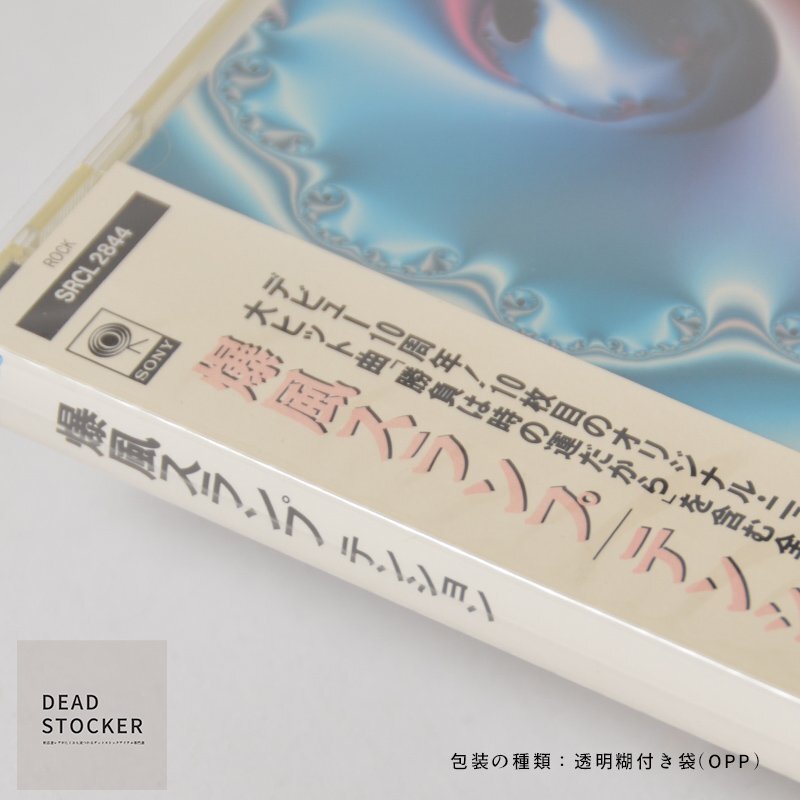 ROCK
SRCL 2844
SONY
デビュー10周年!10枚目のオリジナル・ニ
大ヒット曲「勝負は時の運だから」を含む全
爆風スランプ/テンシ
爆風スランプ テンション
DEAD
STOCKER
包装の種類:透明糊付き袋(OPP)